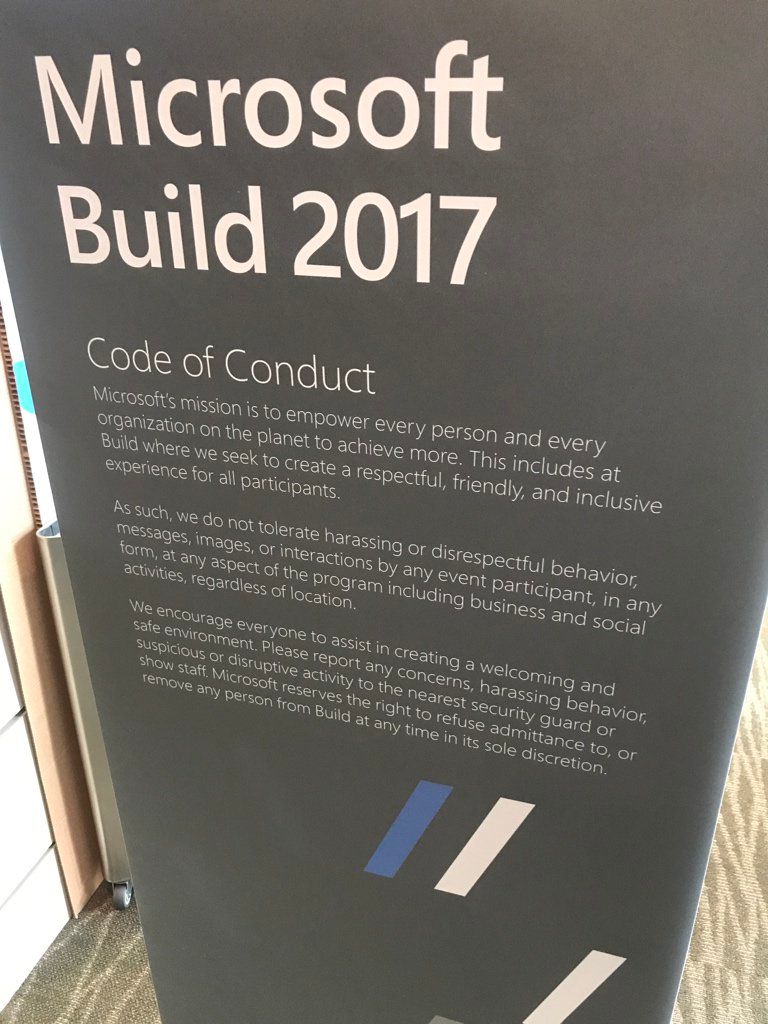 Microsoft
Build 2017
Code of Conduct
Microsoft's mission is to empower every person and every
organization on the planet to achieve more. This includes at
Build where we seek to create a respectful, friendly, and inclusive
experience for all participants.
As such, we do not tolerate harassing or disrespectful behavior,
messages, images, or interactions by any event participant, in any
form, at any aspect of the program including business and social
activities, regardless of location.
We encourage everyone to assist in creating a welcoming and
safe environment. Please report any concerns, harassing behavior,
suspicious or disruptive activity to the nearest security guard or
show staff. Microsoft reserves the right to refuse admittance to, or
remove any person from Build at any time in its sole discretion.